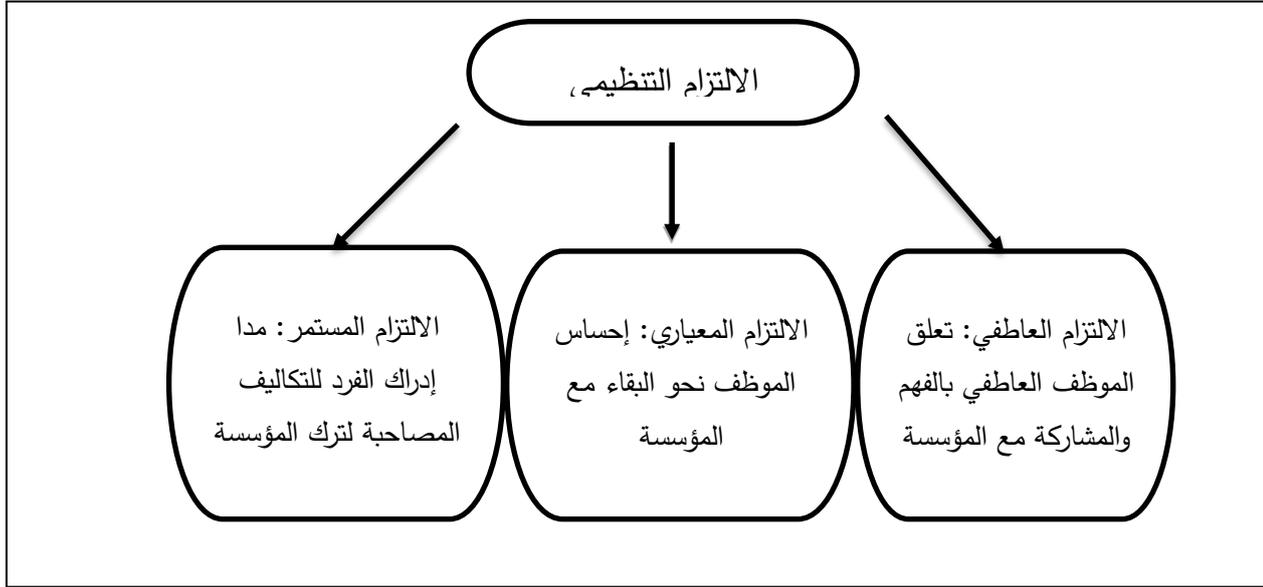 الالتزام التنظيمي
الالتزام العاطفي: تعلق
الموظف العاطفي بالفهم
والمشاركة مع المؤسسة
الالتزام المعياري: إحساس
الموظف نحو البقاء مع
المؤسسة
الالتزام المستمر: مدا
إدراك الفرد للتكاليف
المصاحبة لترك المؤسسة